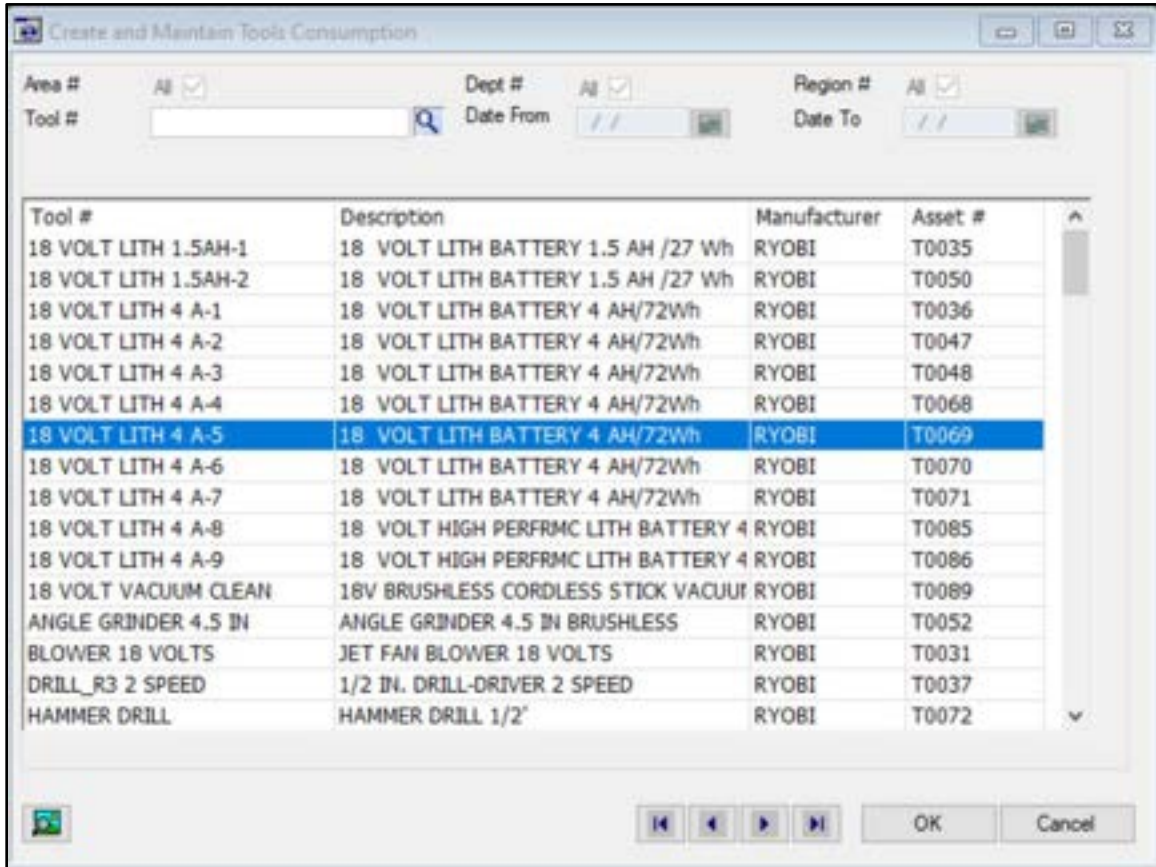 Create and Maintain Tools Consumption
Area # All Dept # All Region # All
Tool # Date From / / Date To / /
Tool # Description Manufacturer Asset #
18 VOLT LITH 1.5AH-1 18 VOLT LITH BATTERY 1.5 AH /27 Wh RYOBI T0035
18 VOLT LITH 1.5AH-2 18 VOLT LITH BATTERY 1.5 AH /27 Wh RYOBI T0050
18 VOLT LITH 4 A-1 18 VOLT LITH BATTERY 4 AH/72Wh RYOBI T0036
18 VOLT LITH 4 A-2 18 VOLT LITH BATTERY 4 AH/72Wh RYOBI T0047
18 VOLT LITH 4 A-3 18 VOLT LITH BATTERY 4 AH/72Wh RYOBI T0048
18 VOLT LITH 4 A-4 18 VOLT LITH BATTERY 4 AH/72Wh RYOBI T0068
18 VOLT LITH 4 A-5 18 VOLT LITH BATTERY 4 AH/72Wh RYOBI T0069
18 VOLT LITH 4 A-6 18 VOLT LITH BATTERY 4 AH/72Wh RYOBI T0070
18 VOLT LITH 4 A-7 18 VOLT LITH BATTERY 4 AH/72Wh RYOBI T0071
18 VOLT LITH 4 A-8 18 VOLT HIGH PERFRMC LITH BATTERY 4 RYOBI T0085
18 VOLT LITH 4 A-9 18 VOLT HIGH PERFRMC LITH BATTERY 4 RYOBI T0086
18 VOLT VACUUM CLEAN 18V BRUSHLESS CORDLESS STICK VACUUM RYOBI T0089
ANGLE GRINDER 4.5 IN ANGLE GRINDER 4.5 IN BRUSHLESS RYOBI T0052
BLOWER 18 VOLTS JET FAN BLOWER 18 VOLTS RYOBI T0031
DRILL_R3 2 SPEED 1/2 IN. DRILL-DRIVER 2 SPEED RYOBI T0037
HAMMER DRILL HAMMER DRILL 1/2" RYOBI T0072
OK Cancel